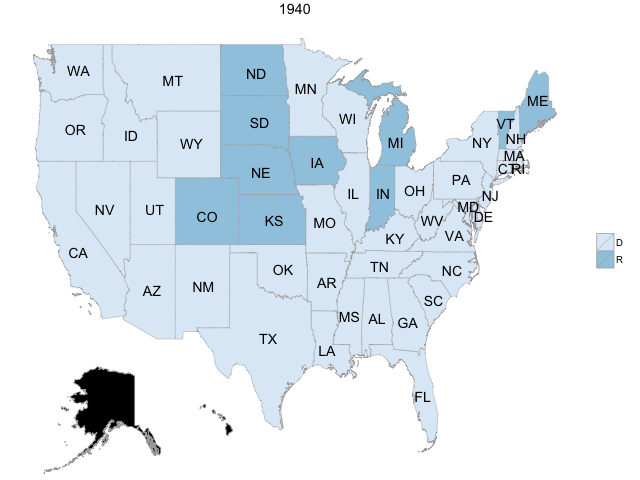 1940
WA
MT
ND
MN
OR
ID
WY
SD
WI
MI
ME
VT
NH
NY
MA
CT
RI
NV
UT
CO
NE
IA
IL
IN
OH
PA
NJ
MD
DE
CA
KS
MO
KY
WV
VA
D
R
AZ
NM
OK
AR
TN
NC
SC
TX
LA
MS
AL
GA
FL